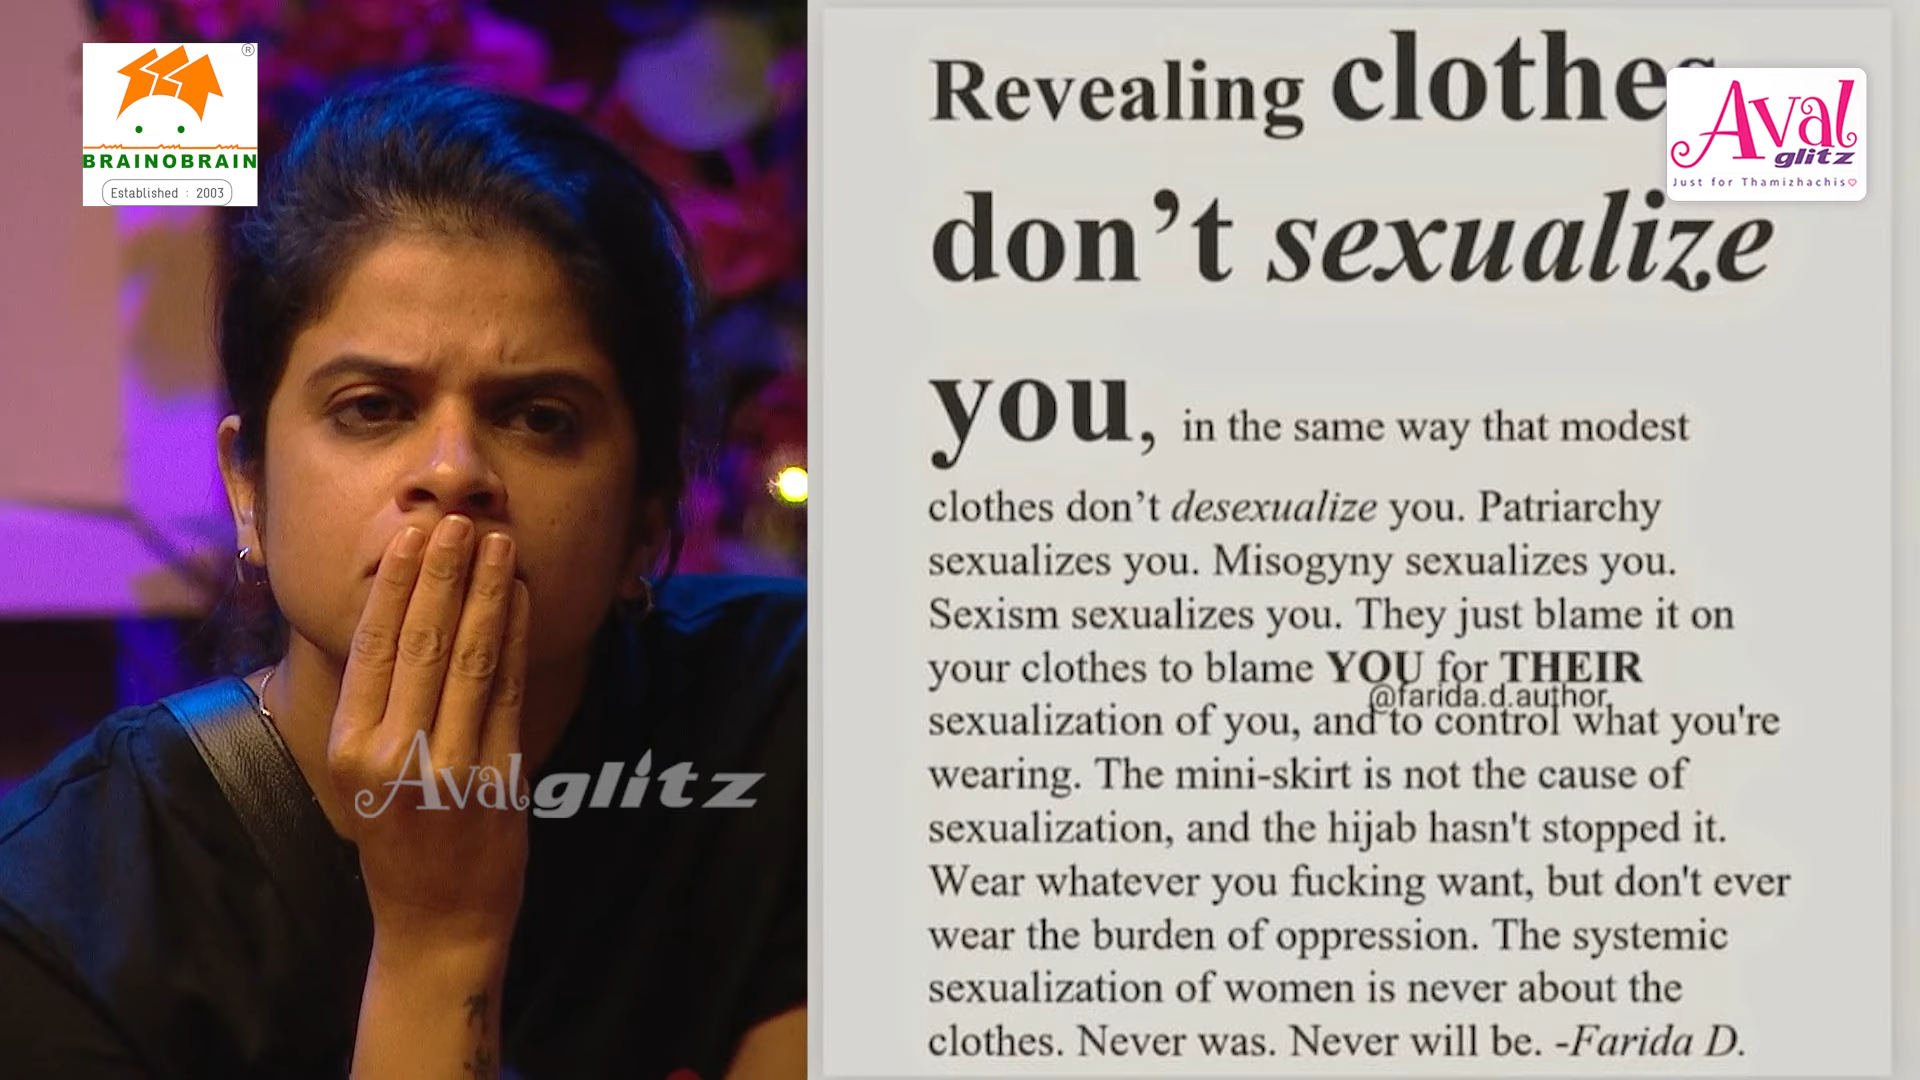 ®
BRAINOBRAIN
Established : 2003
Avalglitz
Revealing clothes
Aval
glitz
Just for Thamizhachis
don’t sexualize
you, in the same way that modest
clothes don’t desexualize you. Patriarchy
sexualizes you. Misogyny sexualizes you.
Sexism sexualizes you. They just blame it on
your clothes to blame YOU for THEIR
@farida.d.author
sexualization of you, and to control what you're
wearing. The mini-skirt is not the cause of
sexualization, and the hijab hasn't stopped it.
Wear whatever you fucking want, but don't ever
wear the burden of oppression. The systemic
sexualization of women is never about the
clothes. Never was. Never will be. -Farida D.